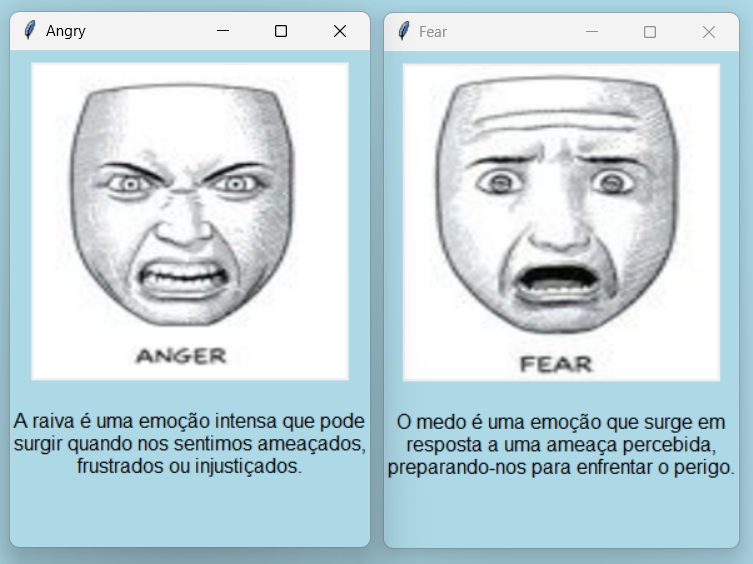 Angry
ANGER
A raiva é uma emoção intensa que pode
surgir quando nos sentimos ameaçados,
frustrados ou injustiçados.
Fear
FEAR
O medo é uma emoção que surge em
resposta a uma ameaça percebida,
preparando-nos para enfrentar o perigo.